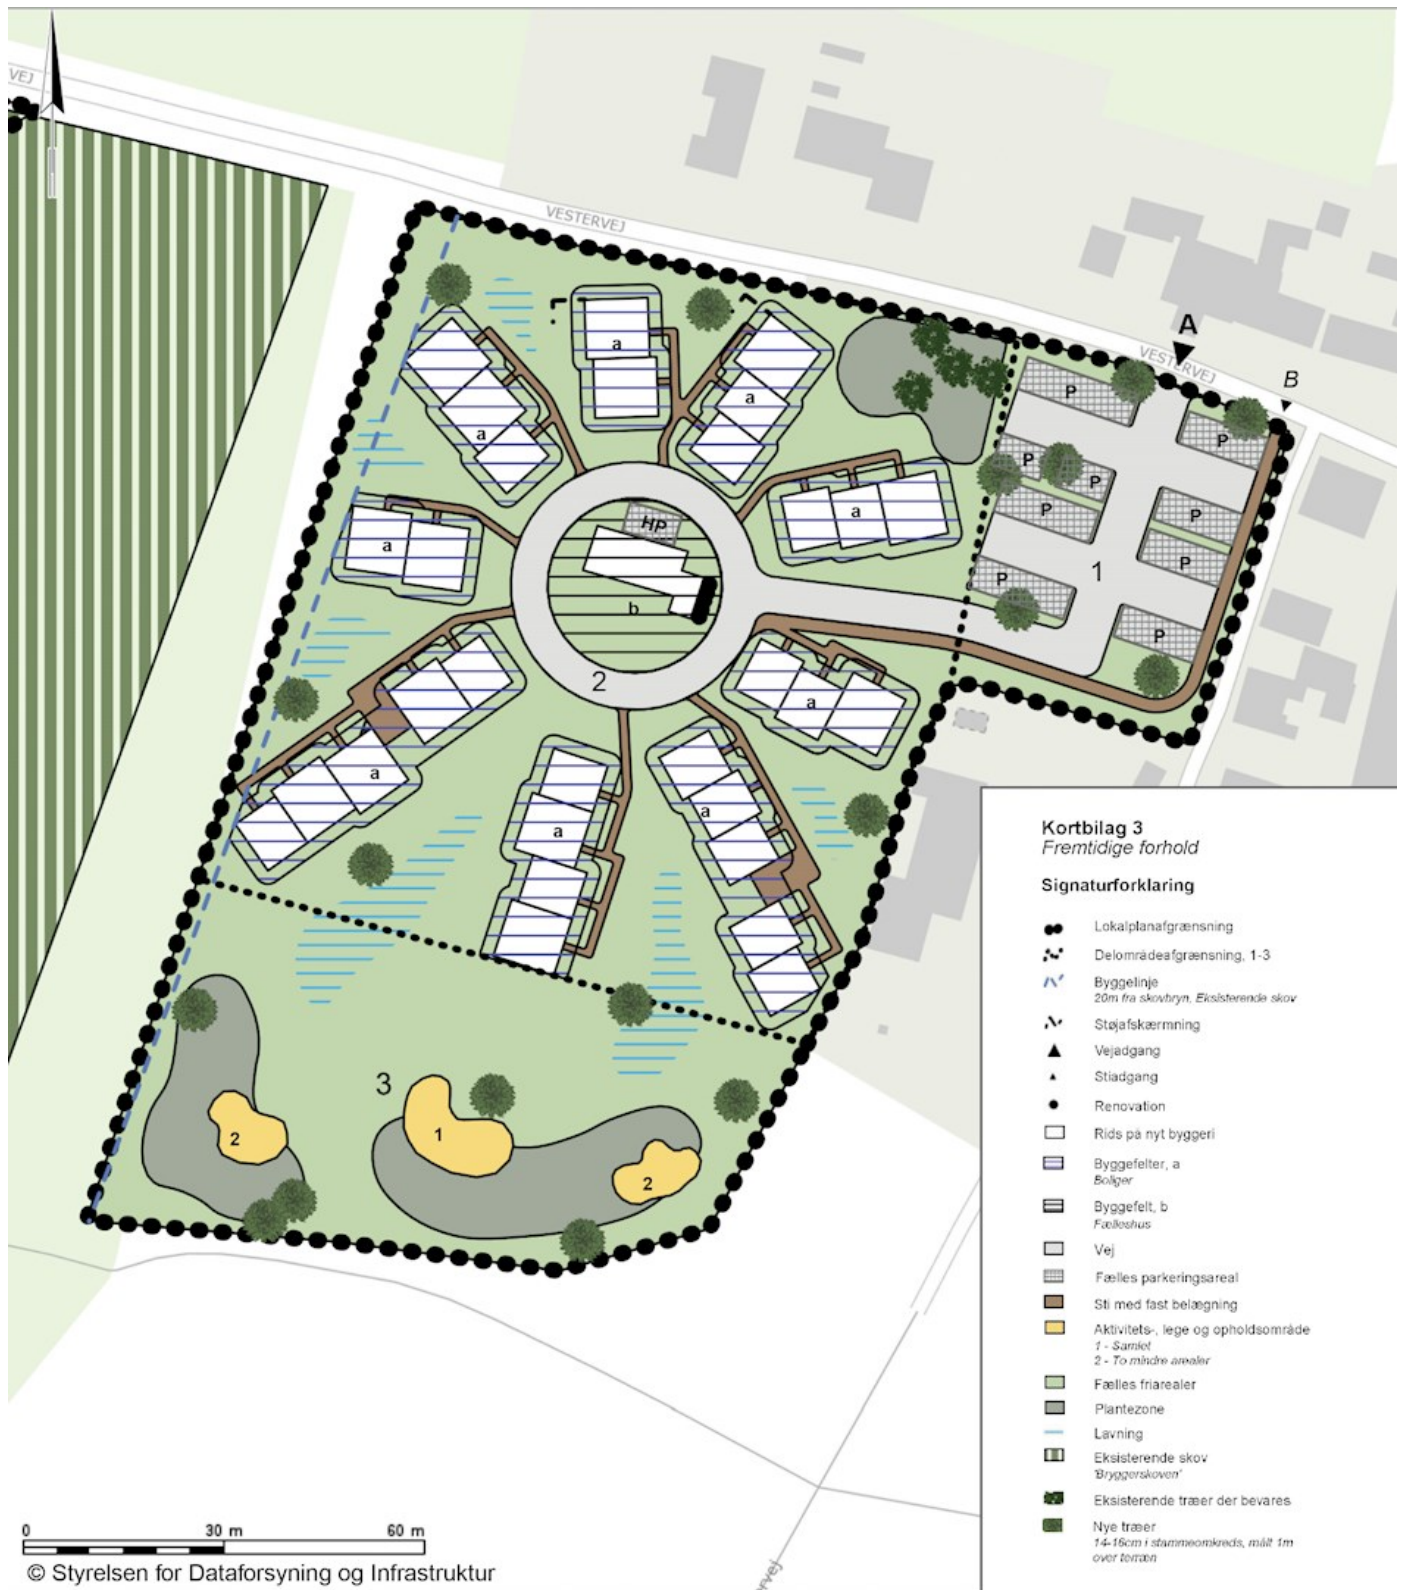 VEJ
VESTERVEJ
A
VESTERVEJ
B
a
a
a
P
P
a
P
P
P
P
P
P
P
P
a
a
HP
b
1
2
a
a
a
a
3
2
1
2
Kortbilag 3
Fremtidige forhold
Signaturforklaring
Lokalplanafgrænsning
Delområdeafgrænsning, 1-3
Byggelinje
20m fra skovbryn, Eksisterende skov
Støjafskærmning
Vejadgang
Stiadgang
Renovation
Rids på nyt byggeri
Byggefelter, a
Boliger
Byggefelt, b
Fælleshus
Vej
Fælles parkeringsareal
Sti med fast belægning
Aktivitets-, lege og opholdsområde
1 - Samlet
2 - To mindre arealer
Fælles friarealer
Plantezone
Lavning
Eksisterende skov
'Bryggerskoven'
Eksisterende træer der bevares
Nye træer
14-16cm i stammeomkreds, målt 1m
over terræn
0 30 m 60 m
© Styrelsen for Dataforsyning og Infrastruktur
rvej